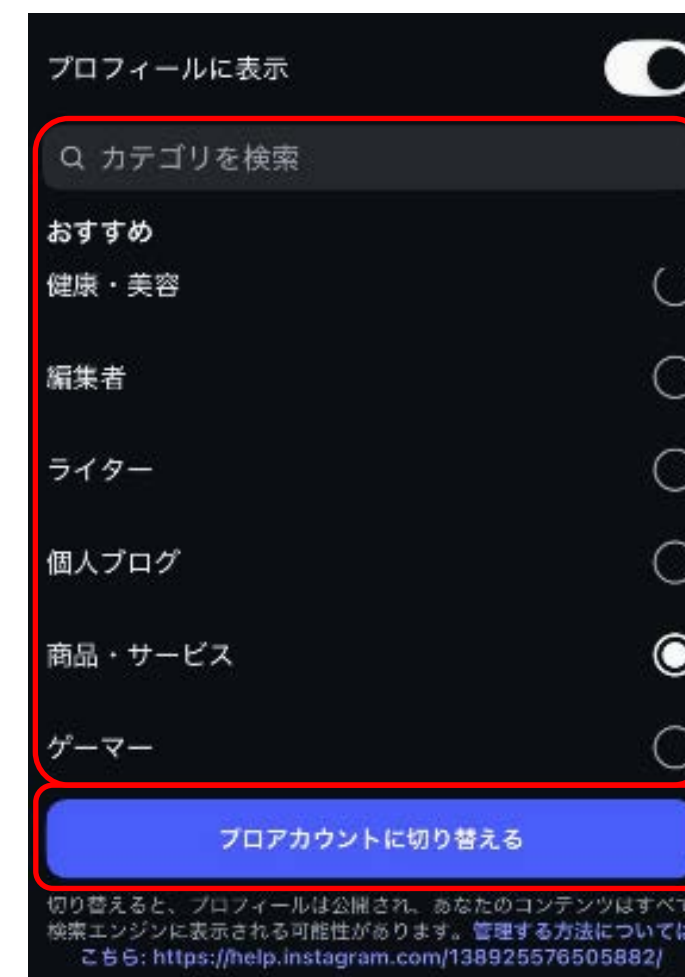 プロフィールに表示
カテゴリを検索
おすすめ
健康・美容
編集者
ライター
個人ブログ
商品・サービス
ゲーマー
プロアカウントに切り替える
切り替えると、プロフィールは公開され、あなたのコンテンツはすべて
検索エンジンに表示される可能性があります。管理する方法については
こちら: https://help.instagram.com/138925576505882/